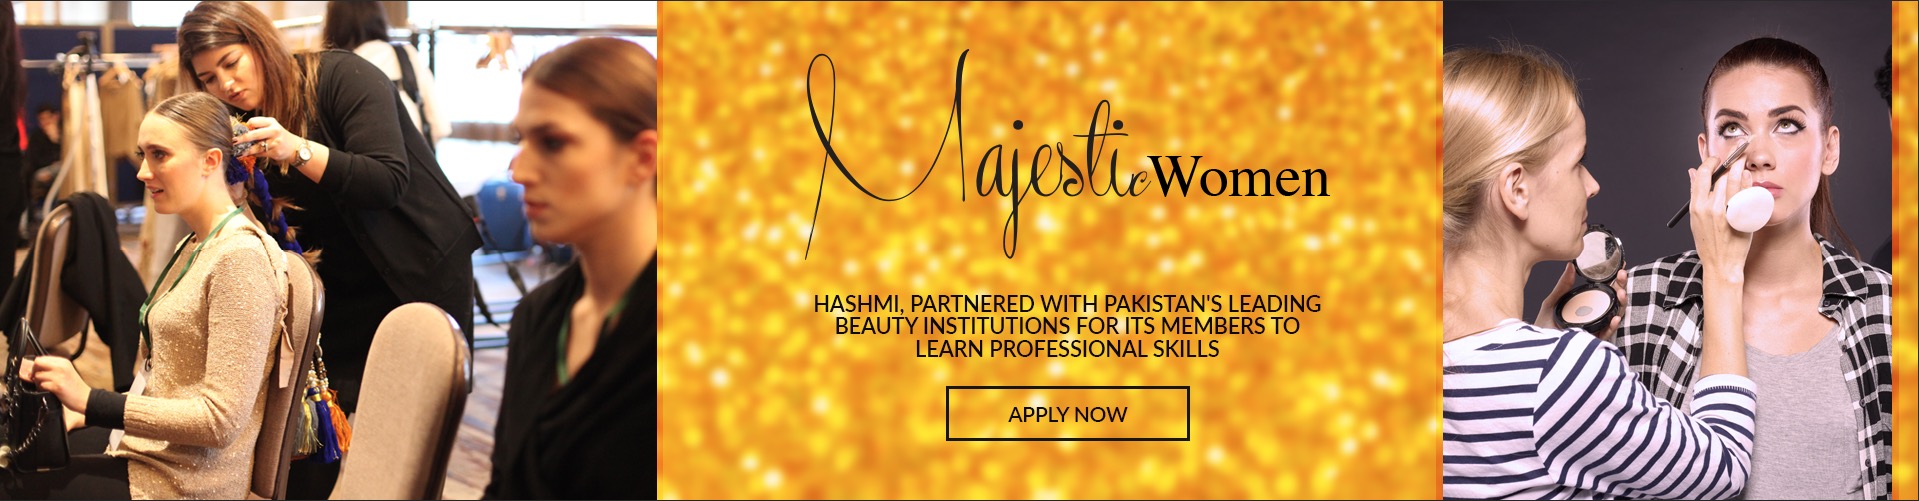 MajesticWomen
HASHMI, PARTNERED WITH PAKISTAN'S LEADING
BEAUTY INSTITUTIONS FOR ITS MEMBERS TO
LEARN PROFESSIONAL SKILLS
APPLY NOW